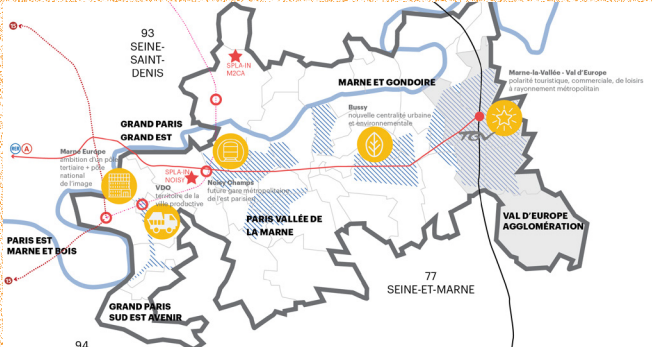 15
93
SEINE-
SAINT-
DENIS
SPLA-IN
M2CA
MARNE ET GONDOIRE
Marne-la-Vallée - Val d'Europe
polarité touristique, commerciale, de loisirs
à rayonnement métropolitain
Bussy
nouvelle centralité urbaine
et environnementale
GRAND PARIS
GRAND EST
TGV
RER A
Marne Europe
ambition d'un pôle
tertiaire + pôle
national
de l'image
SPLA-IN
NOISY
Noisy Champs
future gare métropolitaine
de l'est parisien
VDO
territoire de la
ville productive
PARIS VALLÉE DE
LA MARNE
VAL D'EUROPE
AGGLOMÉRATION
PARIS EST
MARNE ET BOIS
15
77
SEINE-ET-MARNE
GRAND PARIS
SUD EST AVENIR
94